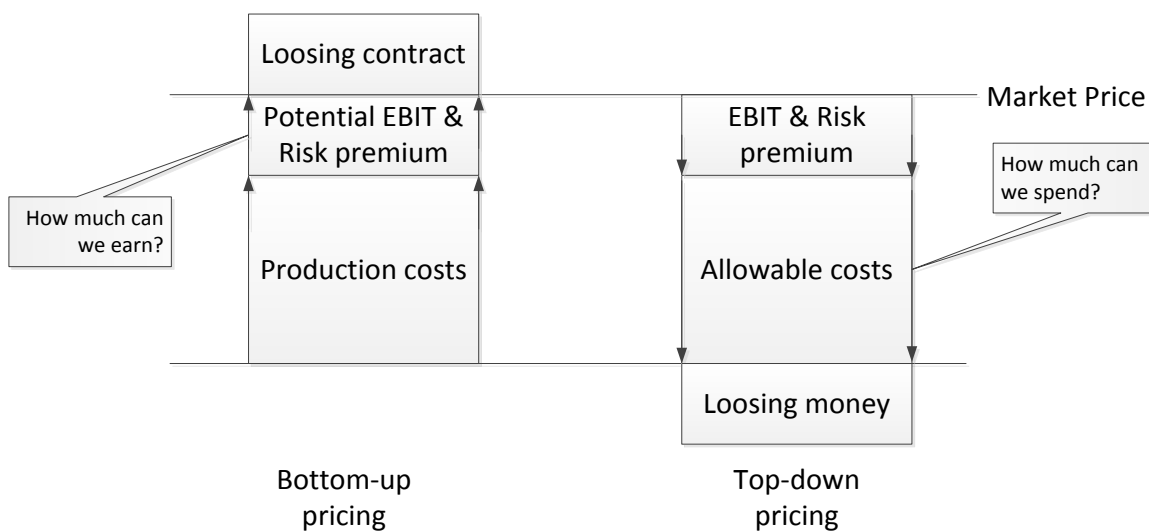 Loosing contract
Market Price
Potential EBIT &
Risk premium
EBIT & Risk
premium
How much can
we spend?
How much can
we earn?
Production costs
Allowable costs
Loosing money
Bottom-up
pricing
Top-down
pricing